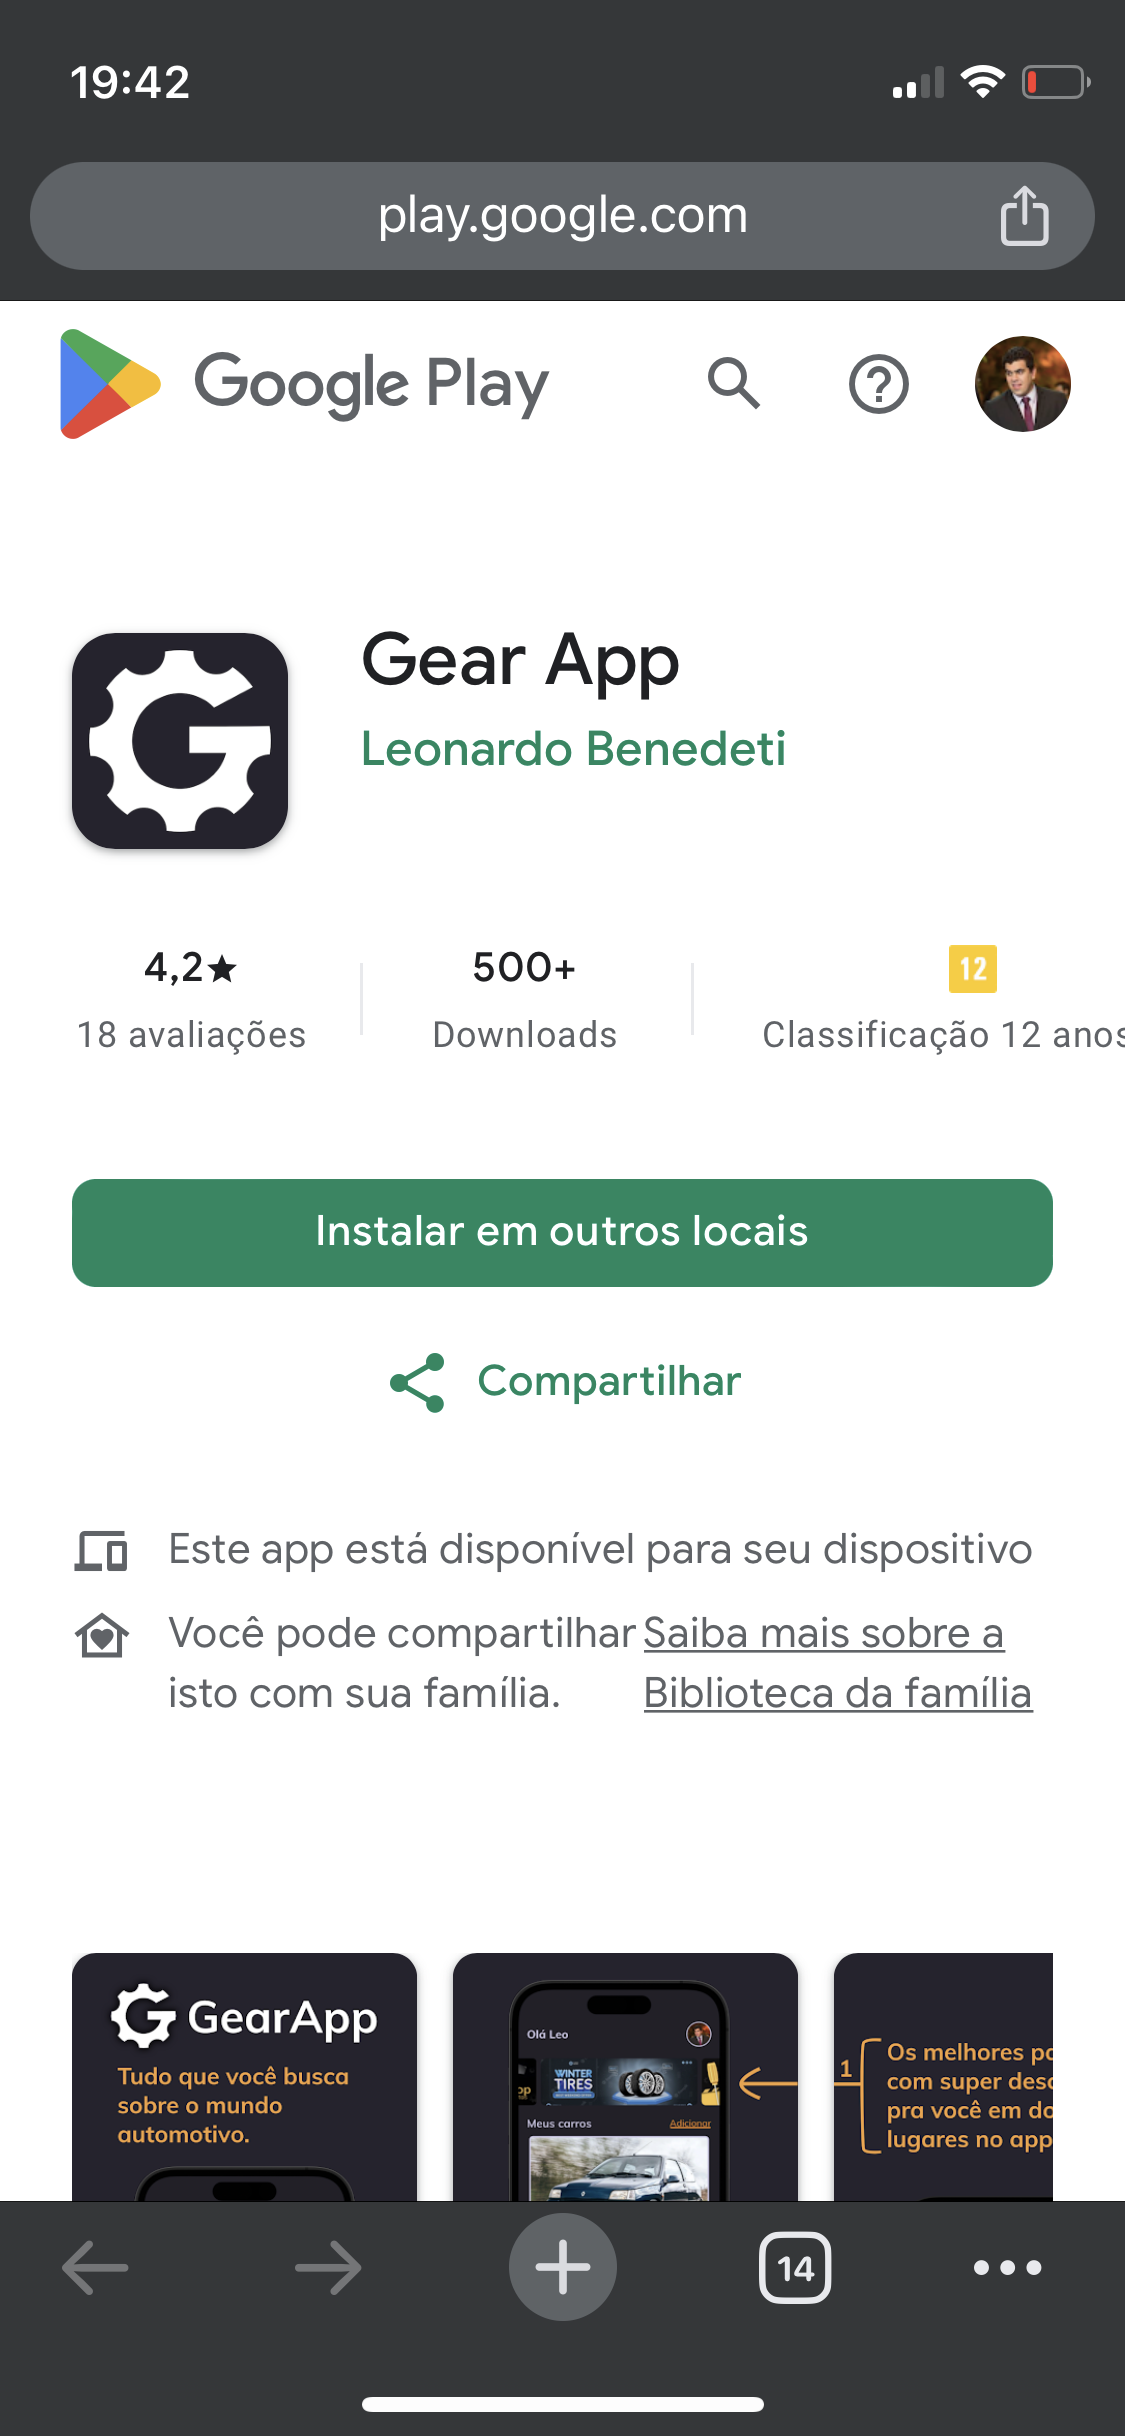 19:42
play.google.com
Google Play
Gear App
Leonardo Benedeti
4,2★
18 avaliações
500+
Downloads
12
Classificação 12 anos
Instalar em outros locais
Compartilhar
Este app está disponível para seu dispositivo
Você pode compartilhar
isto com sua família.
Saiba mais sobre a
Biblioteca da família
GearApp
Tudo que você busca
sobre o mundo
automotivo.
Olá Leo
WINTER
TIRES
Meus carros
Adicionar
1
Os melhores
com super
pra você em
lugares no app
14